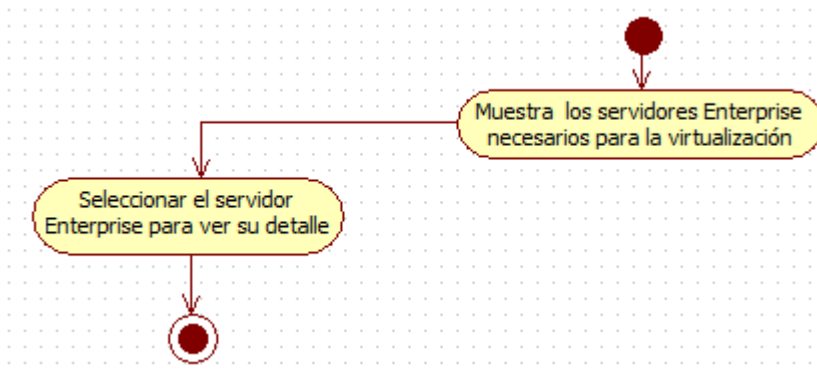 Muestra los servidores Enterprise
necesarios para la virtualización
Seleccionar el servidor
Enterprise para ver su detalle